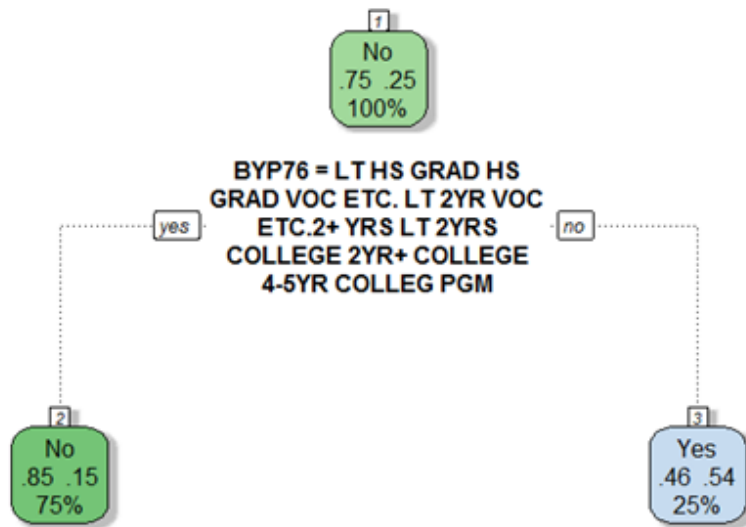 1
No
.75 .25
100%
BYP76 = LT HS GRAD HS
GRAD VOC ETC. LT 2YR VOC
yes ETC.2+ YRS LT 2YRS no
COLLEGE 2YR+ COLLEGE
4-5YR COLLEG PGM
2
No
.85 .15
75%
3
Yes
.46 .54
25%